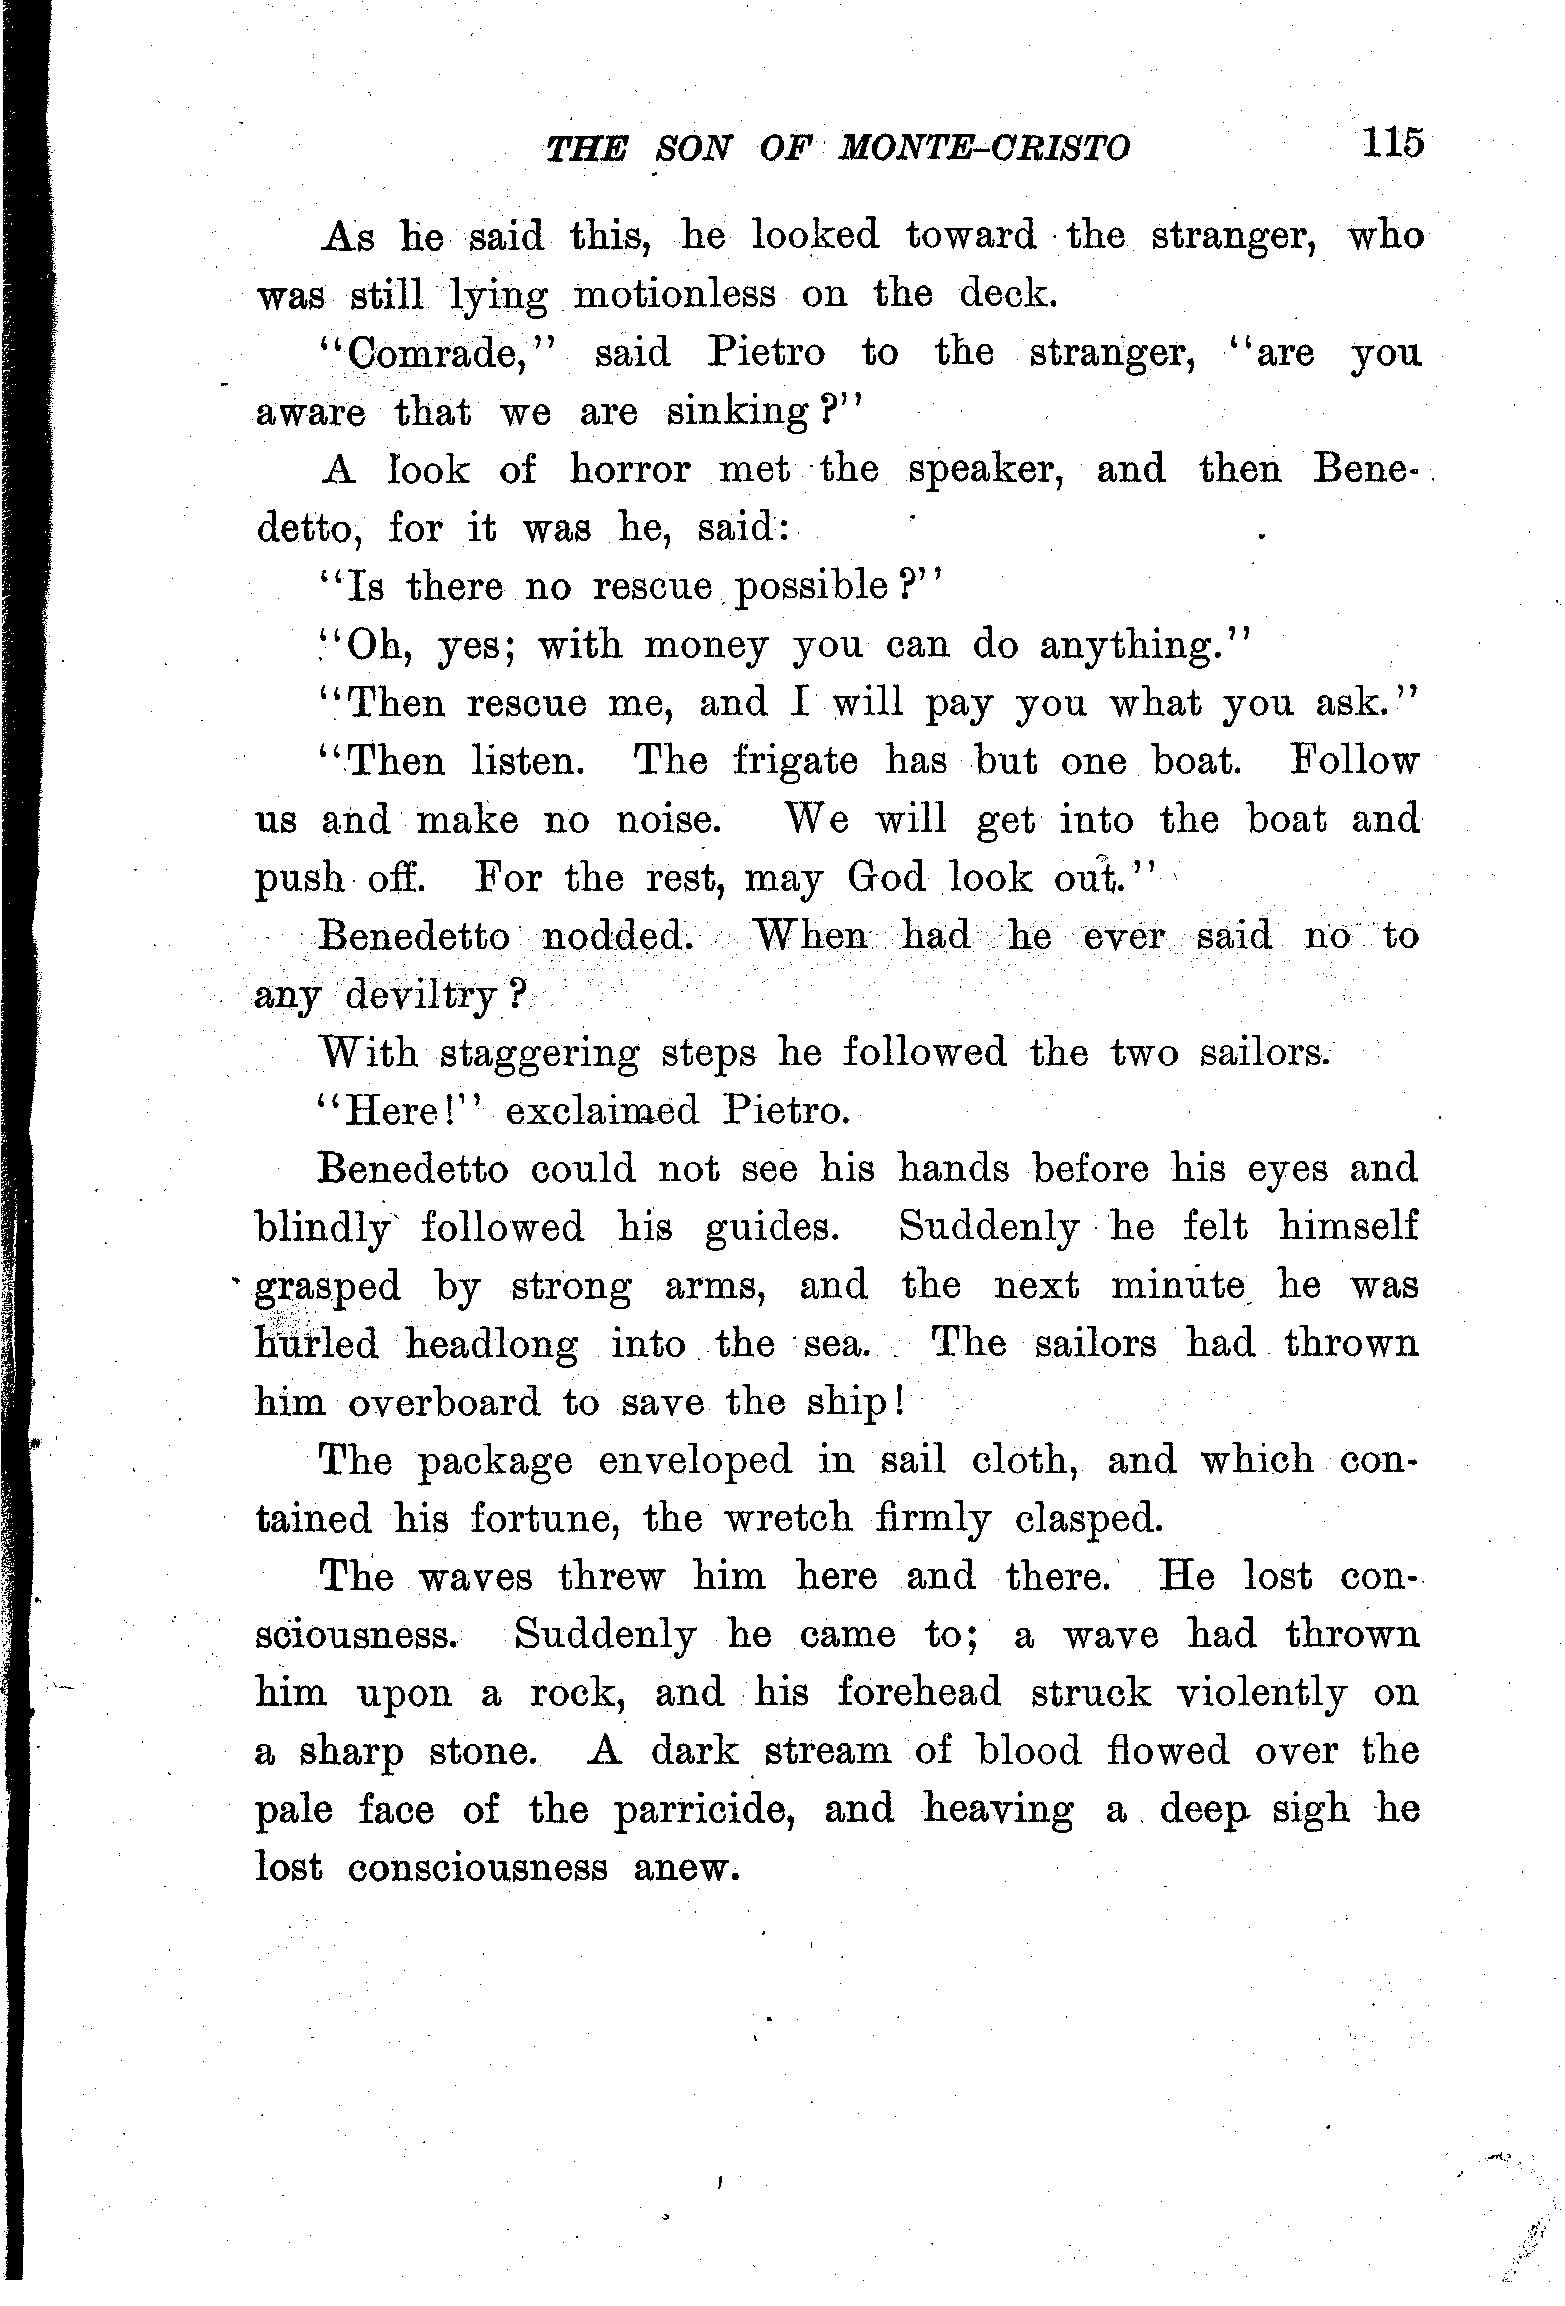 THE SON OF MONTE-CRISTO 115
As he said this, he looked toward the stranger, who
was still lying motionless on the deck.
"Comrade," said Pietro to the stranger, "are you
aware that we are sinking?"
A look of horror met the speaker, and then Bene-
detto, for it was he, said:
"Is there no rescue possible?"
"Oh, yes; with money you can do anything."
"Then rescue me, and I will pay you what you ask."
"Then listen. The frigate has but one boat. Follow
us and make no noise. We will get into the boat and
push off. For the rest, may God look out."
Benedetto nodded. When had he ever said no to
any deviltry?
With staggering steps he followed the two sailors.
"Here!" exclaimed Pietro.
Benedetto could not see his hands before his eyes and
blindly followed his guides. Suddenly he felt himself
grasped by strong arms, and the next minute he was
hurled headlong into the sea. The sailors had thrown
him overboard to save the ship!
The package enveloped in sail cloth, and which con-
tained his fortune, the wretch firmly clasped.
The waves threw him here and there. He lost con-
sciousness. Suddenly he came to; a wave had thrown
him upon a rock, and his forehead struck violently on
a sharp stone. A dark stream of blood flowed over the
pale face of the parricide, and heaving a deep sigh he
lost consciousness anew.